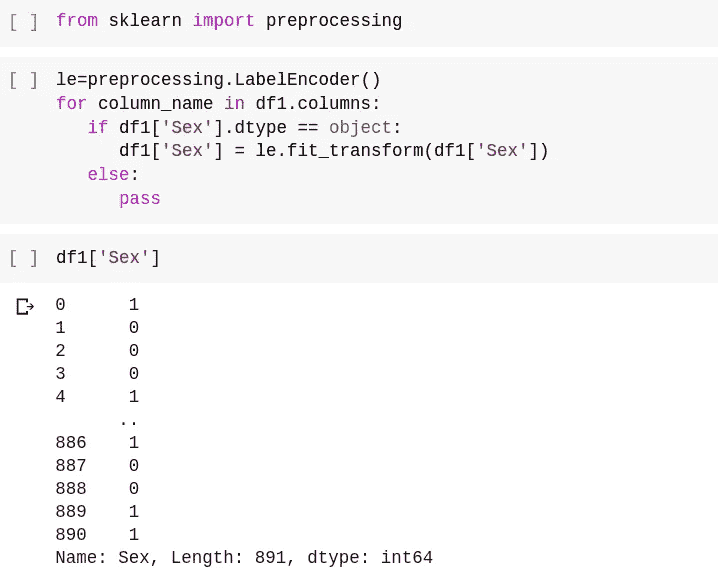 [ ] from sklearn import preprocessing
[ ] le=preprocessing.LabelEncoder()
for column_name in df1.columns:
   if df1['Sex'].dtype == object:
      df1['Sex'] = le.fit_transform(df1['Sex'])
   else:
      pass
[ ] df1['Sex']
0      1
1      0
2      0
3      0
4      1
      ..
886    1
887    0
888    0
889    1
890    1
Name: Sex, Length: 891, dtype: int64